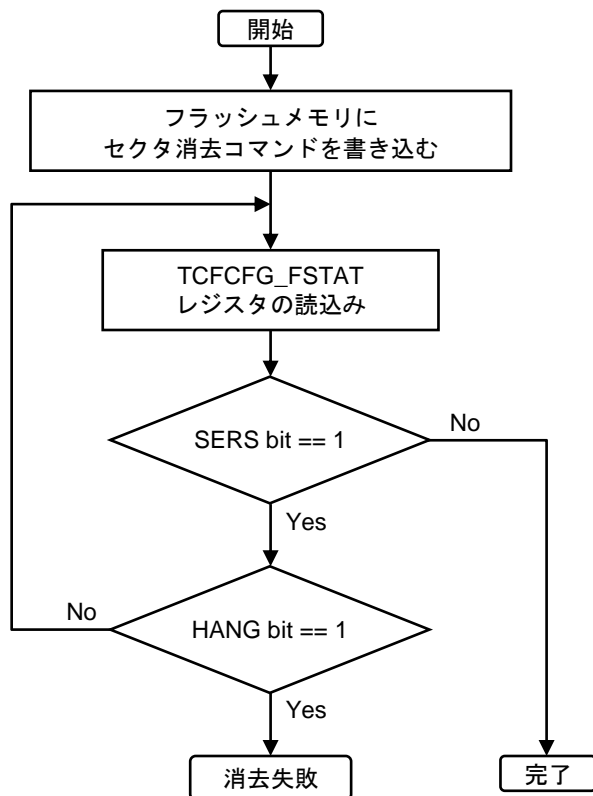 開始
フラッシュメモリに
セクタ消去コマンドを書き込む
TCFCFG_FSTAT
レジスタの読込み
SERS bit == 1
No
Yes
No
HANG bit == 1
Yes
消去失敗
完了